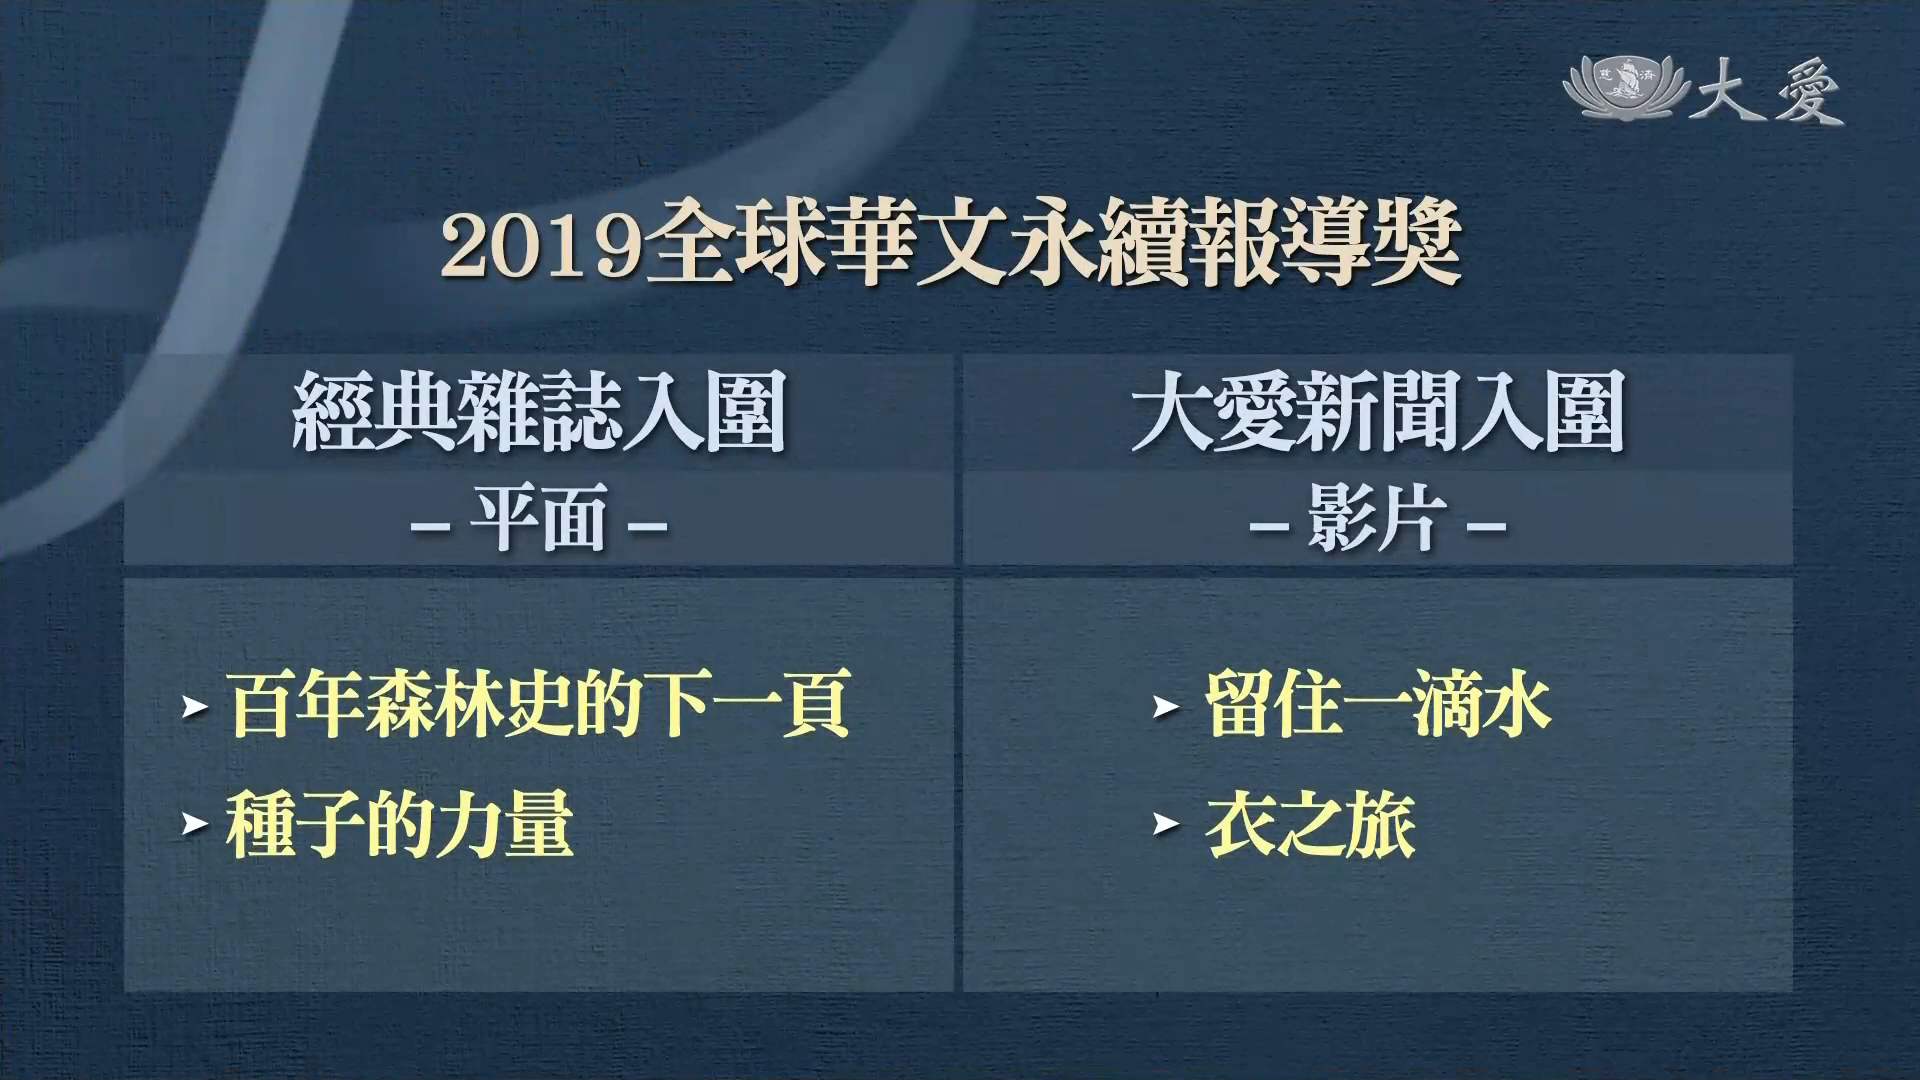 慈濟
大愛
2019全球華文永續報導獎
經典雜誌入圍
– 平面 –
大愛新聞入圍
– 影片 –
➤ 百年森林史的下一頁
➤ 種子的力量
➤ 留住一滴水
➤ 衣之旅